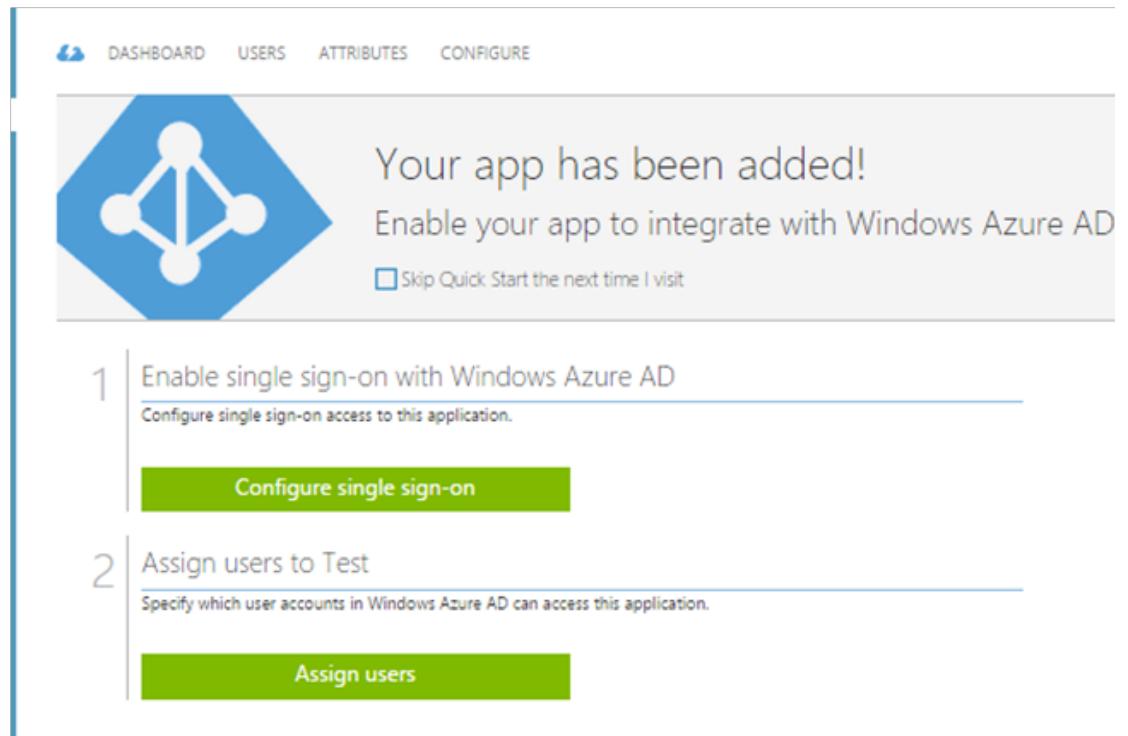 DASHBOARD USERS ATTRIBUTES CONFIGURE
Your app has been added!
Enable your app to integrate with Windows Azure AD
Skip Quick Start the next time I visit
1 Enable single sign-on with Windows Azure AD
Configure single sign-on access to this application.
Configure single sign-on
2 Assign users to Test
Specify which user accounts in Windows Azure AD can access this application.
Assign users